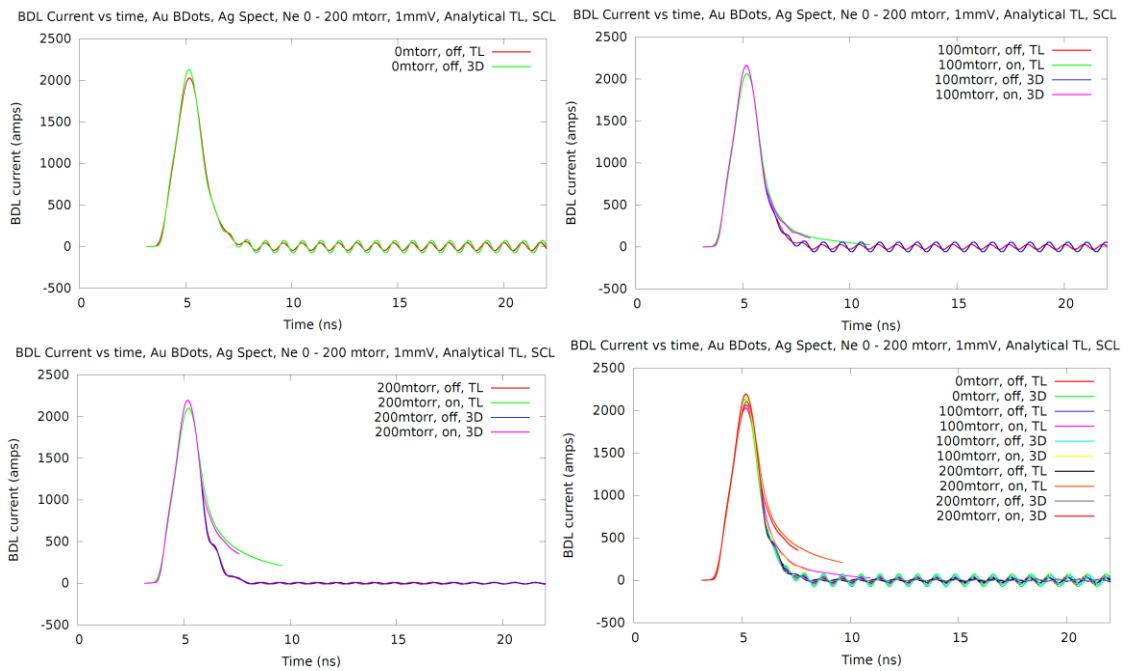 BDL Current vs time, Au BDots, Ag Spect, Ne 0 - 200 mtorr, 1mmV, Analytical TL, SCL
2500
2000
1500
1000
500
0
-500
BDL current (amps)
0mtorr, off, TL
0mtorr, off, 3D
0
5
10
15
20
Time (ns)
BDL Current vs time, Au BDots, Ag Spect, Ne 0 - 200 mtorr, 1mmV, Analytical TL, SCL
2500
2000
1500
1000
500
0
-500
BDL current (amps)
100mtorr, off, TL
100mtorr, on, TL
100mtorr, off, 3D
100mtorr, on, 3D
0
5
10
15
20
Time (ns)
BDL Current vs time, Au BDots, Ag Spect, Ne 0 - 200 mtorr, 1mmV, Analytical TL, SCL
2500
2000
1500
1000
500
0
-500
BDL current (amps)
200mtorr, off, TL
200mtorr, on, TL
200mtorr, off, 3D
200mtorr, on, 3D
0
5
10
15
20
Time (ns)
BDL Current vs time, Au BDots, Ag Spect, Ne 0 - 200 mtorr, 1mmV, Analytical TL, SCL
2500
2000
1500
1000
500
0
-500
BDL current (amps)
0mtorr, off, TL
0mtorr, off, 3D
100mtorr, off, TL
100mtorr, on, TL
100mtorr, off, 3D
100mtorr, on, 3D
200mtorr, off, TL
200mtorr, on, TL
200mtorr, off, 3D
200mtorr, on, 3D
0
5
10
15
20
Time (ns)